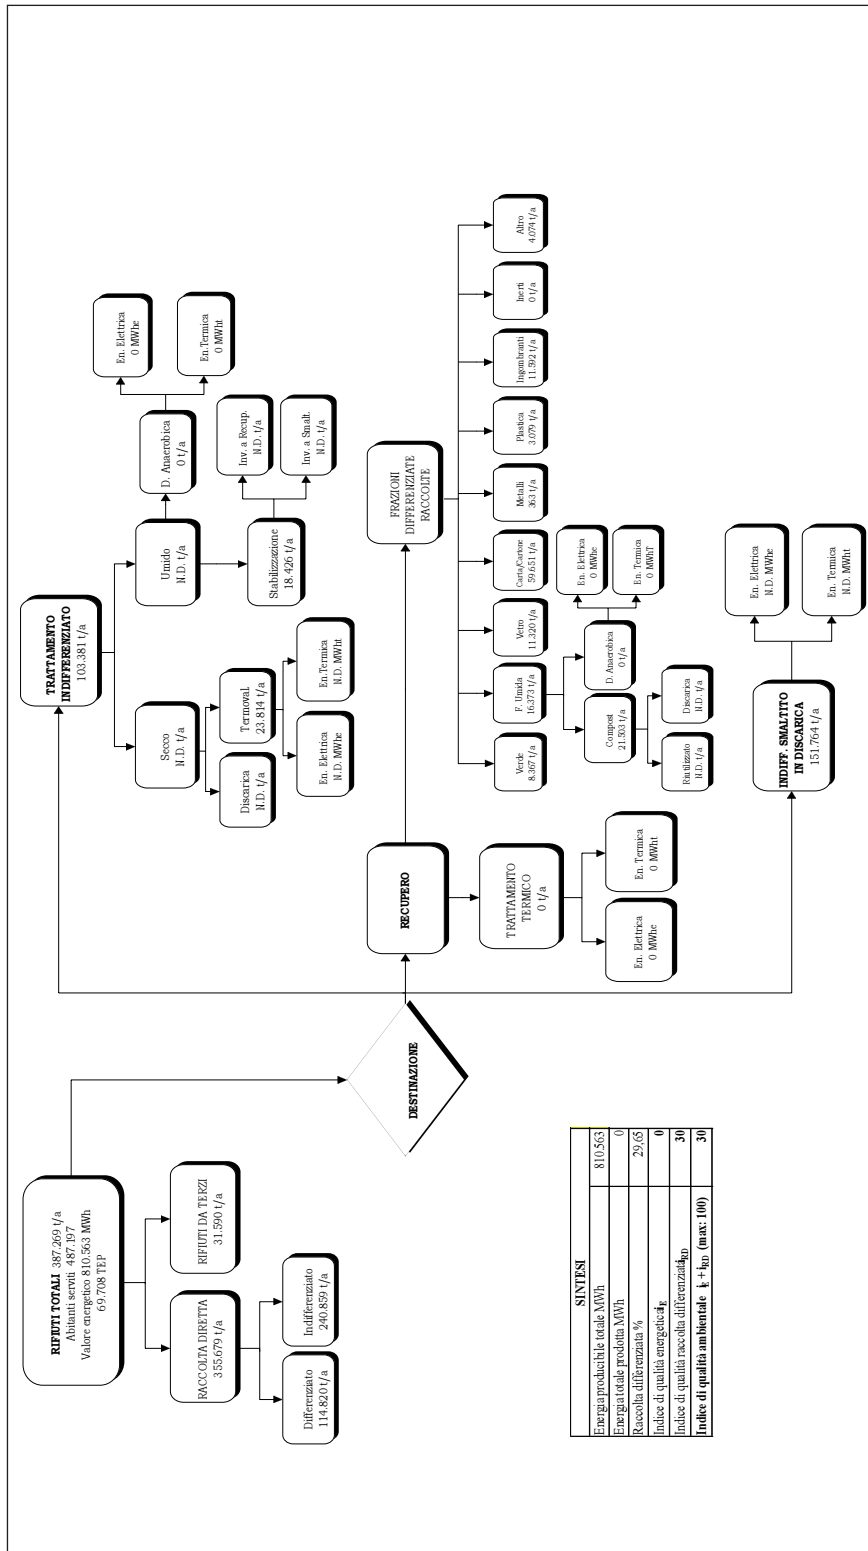 RIFIUTI TOTALI 387.269 t/a
Abitanti serviti 487.197
Valore energetico 810.563 MWh
69.708 TEP
RACCOLTA DIRETTA
355.679 t/a
RIFIUTI DA TERZI
31.590 t/a
Differenziato
114.820 t/a
Indifferenziato
240.859 t/a
DESTINAZIONE
TRATTAMENTO
INDIFFERENZIATO
103.381 t/a
Secco
N.D. t/a
Discarica
N.D. t/a
Termoval.
23.814 t/a
En. Elettrica
N.D. MWhe
En.Termica
N.D. MWht
Umido
N.D. t/a
D. Anaerobica
0 t/a
En. Elettrica
0 MWhe
En.Termica
0 MWht
Stabilizzazione
18.426 t/a
Inv. a Recup.
N.D. t/a
Inv. a Smalt.
N.D. t/a
RECUPERO
TRATTAMENTO
TERMICO
0 t/a
En. Elettrica
0 MWhe
En. Termica
0 MWht
FRAZIONI
DIFFERENZIATE
RACCOLTE
Verde
8.367 t/a
F. Umida
16.373 t/a
Vetro
11.320 t/a
Carta/Cartone
59.651 t/a
Metalli
363 t/a
Plastica
3.079 t/a
Ingombranti
11.592 t/a
Inerti
0 t/a
Altro
4.074 t/a
Compost
21.503 t/a
D. Anaerobica
0 t/a
En. Elettrica
0 MWhe
En. Termica
0 MWhT
Riutilizzato
N.D. t/a
Discarica
N.D. t/a
INDIFF. SMALTITO
IN DISCARICA
151.764 t/a
En. Elettrica
N.D. MWhe
En. Termica
N.D. MWht
SINTESI
Energia producibile totale MWh 810.563
Energia totale prodotta MWh 0
Raccolta differenziata % 29,65
Indice di qualità energetica iE 0
Indice di qualità raccolta differenziata iRD 30
Indice di qualità ambientale iE + iRD (max: 100) 30